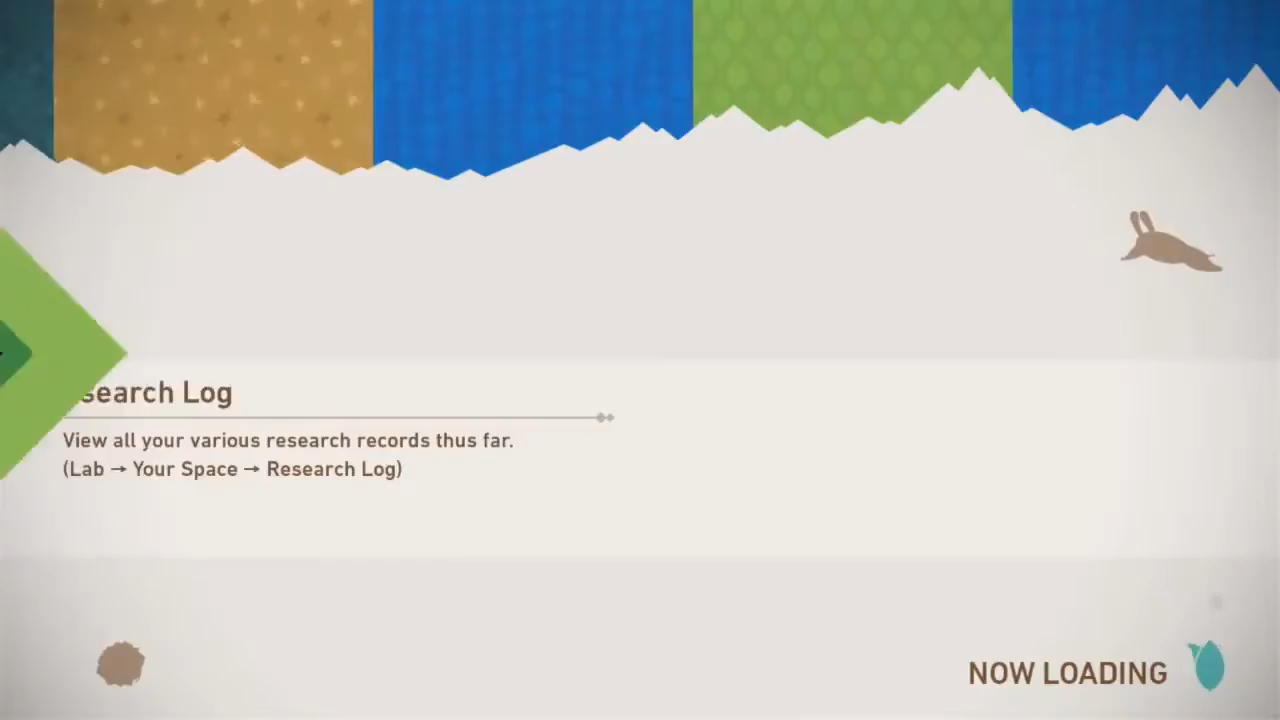 search Log
View all your various research records thus far.
(Lab → Your Space → Research Log)
NOW LOADING